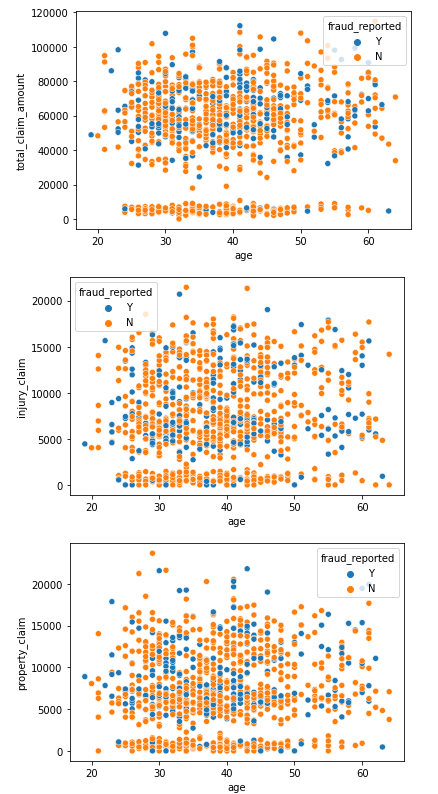 120000
100000
80000
60000
40000
20000
0
total_claim_amount
fraud_reported
Y
N
20 30 40 50 60
age
20000
15000
10000
5000
0
injury_claim
fraud_reported
Y
N
20 30 40 50 60
age
20000
15000
10000
5000
0
property_claim
fraud_reported
Y
N
20 30 40 50 60
age